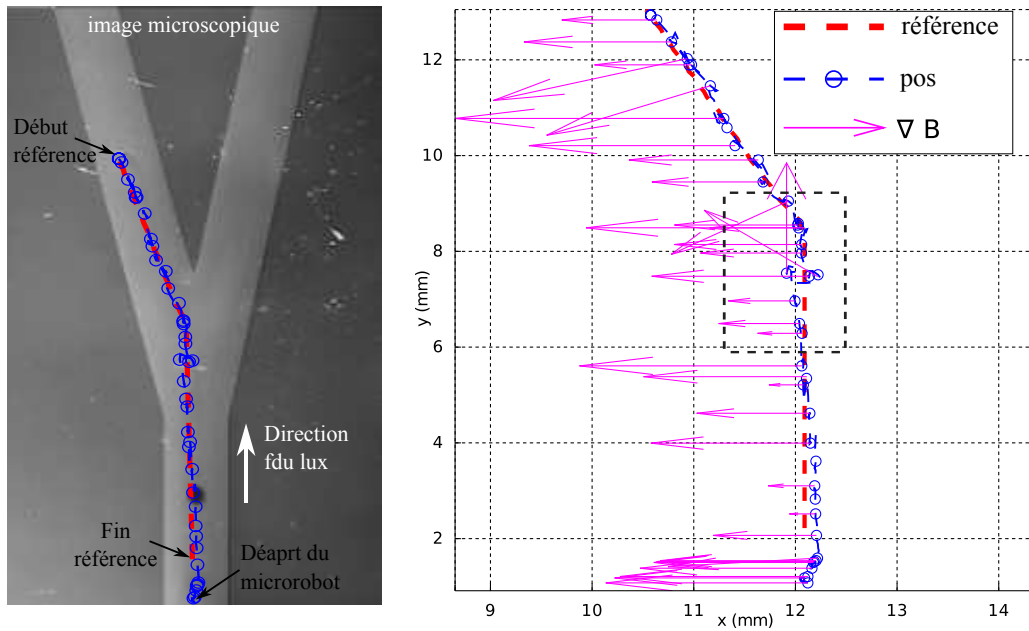 image microscopique
Début
référence
Direction
fdu lux
Fin
référence
Déaprt du
microrobot
référence
pos
∇ B
12
10
8
6
4
2
y (mm)
9
10
11
12
13
14
x (mm)